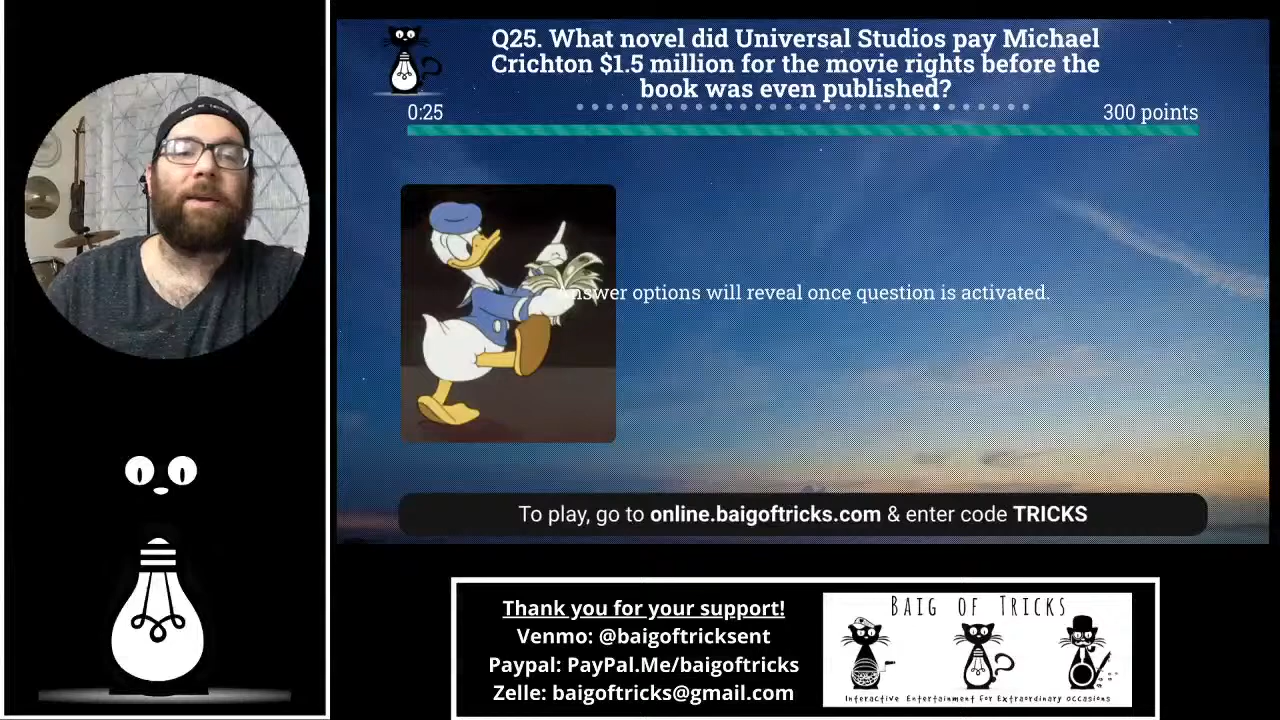 Q25. What novel did Universal Studios pay Michael
Crichton $1.5 million for the movie rights before the
book was even published?
0:25
300 points
Answer options will reveal once question is activated.
To play, go to online.baigoftricks.com & enter code TRICKS
Thank you for your support!
Venmo: @baigoftricksent
Paypal: PayPal.Me/baigoftricks
Zelle: baigoftricks@gmail.com
BAIG OF TRICKS
Interactive Entertainment for Extraordinary Occasions